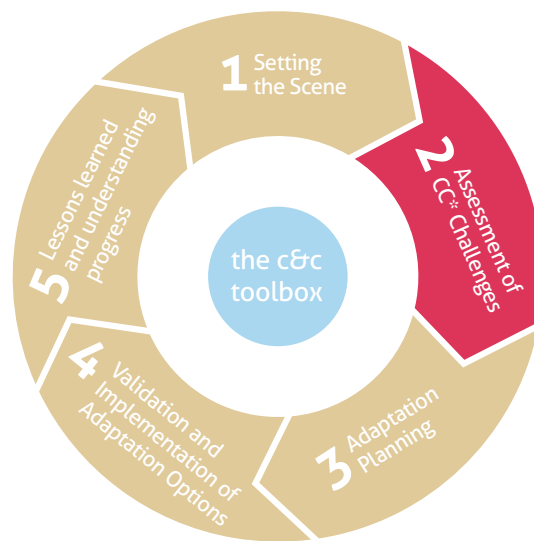 1 Setting
the Scene
2 Assessment of
CC* Challenges
3 Adaptation
Planning
4 Validation and
Implementation of
Adaptation Options
5 Lessons learned
and understanding
progress
the c&c
toolbox